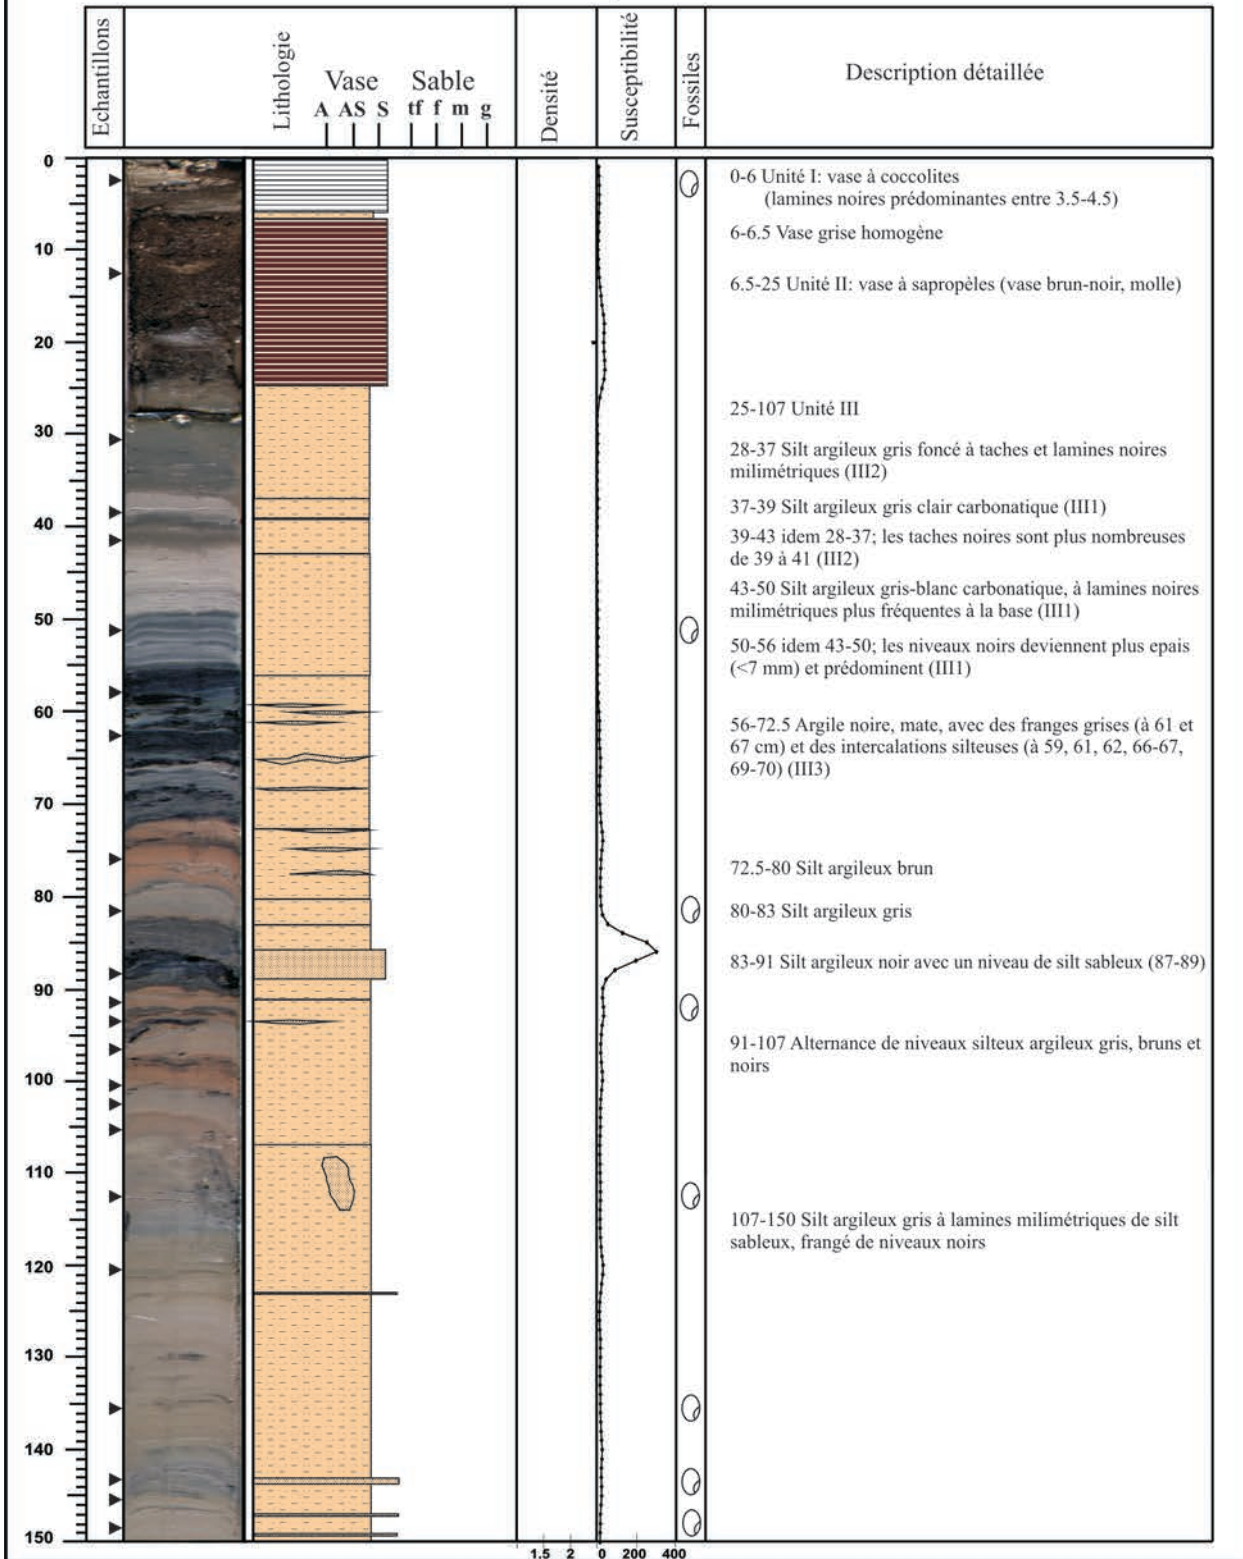 Echantillons
Lithologie
Vase
Sable
A AS S tf f m g
Densité
Susceptibilité
Fossiles
Description détaillée
0
10
20
30
40
50
60
70
80
90
100
110
120
130
140
150
0-6 Unité I: vase à coccolites
(lamines noires prédominantes entre 3.5-4.5)
6-6.5 Vase grise homogène
6.5-25 Unité II: vase à sapropèles (vase brun-noir, molle)
25-107 Unité III
28-37 Silt argileux gris foncé à taches et lamines noires
milimétriques (III2)
37-39 Silt argileux gris clair carbonatique (III1)
39-43 idem 28-37; les taches noires sont plus nombreuses
de 39 à 41 (III2)
43-50 Silt argileux gris-blanc carbonatique, à lamines noires
milimétriques plus fréquentes à la base (III1)
50-56 idem 43-50; les niveaux noirs deviennent plus epais
(<7 mm) et prédominent (III1)
56-72.5 Argile noire, mate, avec des franges grises (à 61 et
67 cm) et des intercalations silteuses (à 59, 61, 62, 66-67,
69-70) (III3)
72.5-80 Silt argileux brun
80-83 Silt argileux gris
83-91 Silt argileux noir avec un niveau de silt sableux (87-89)
91-107 Alternance de niveaux silteux argileux gris, bruns et
noirs
107-150 Silt argileux gris à lamines milimétriques de silt
sableux, frangé de niveaux noirs
1.5 2 0 200 400